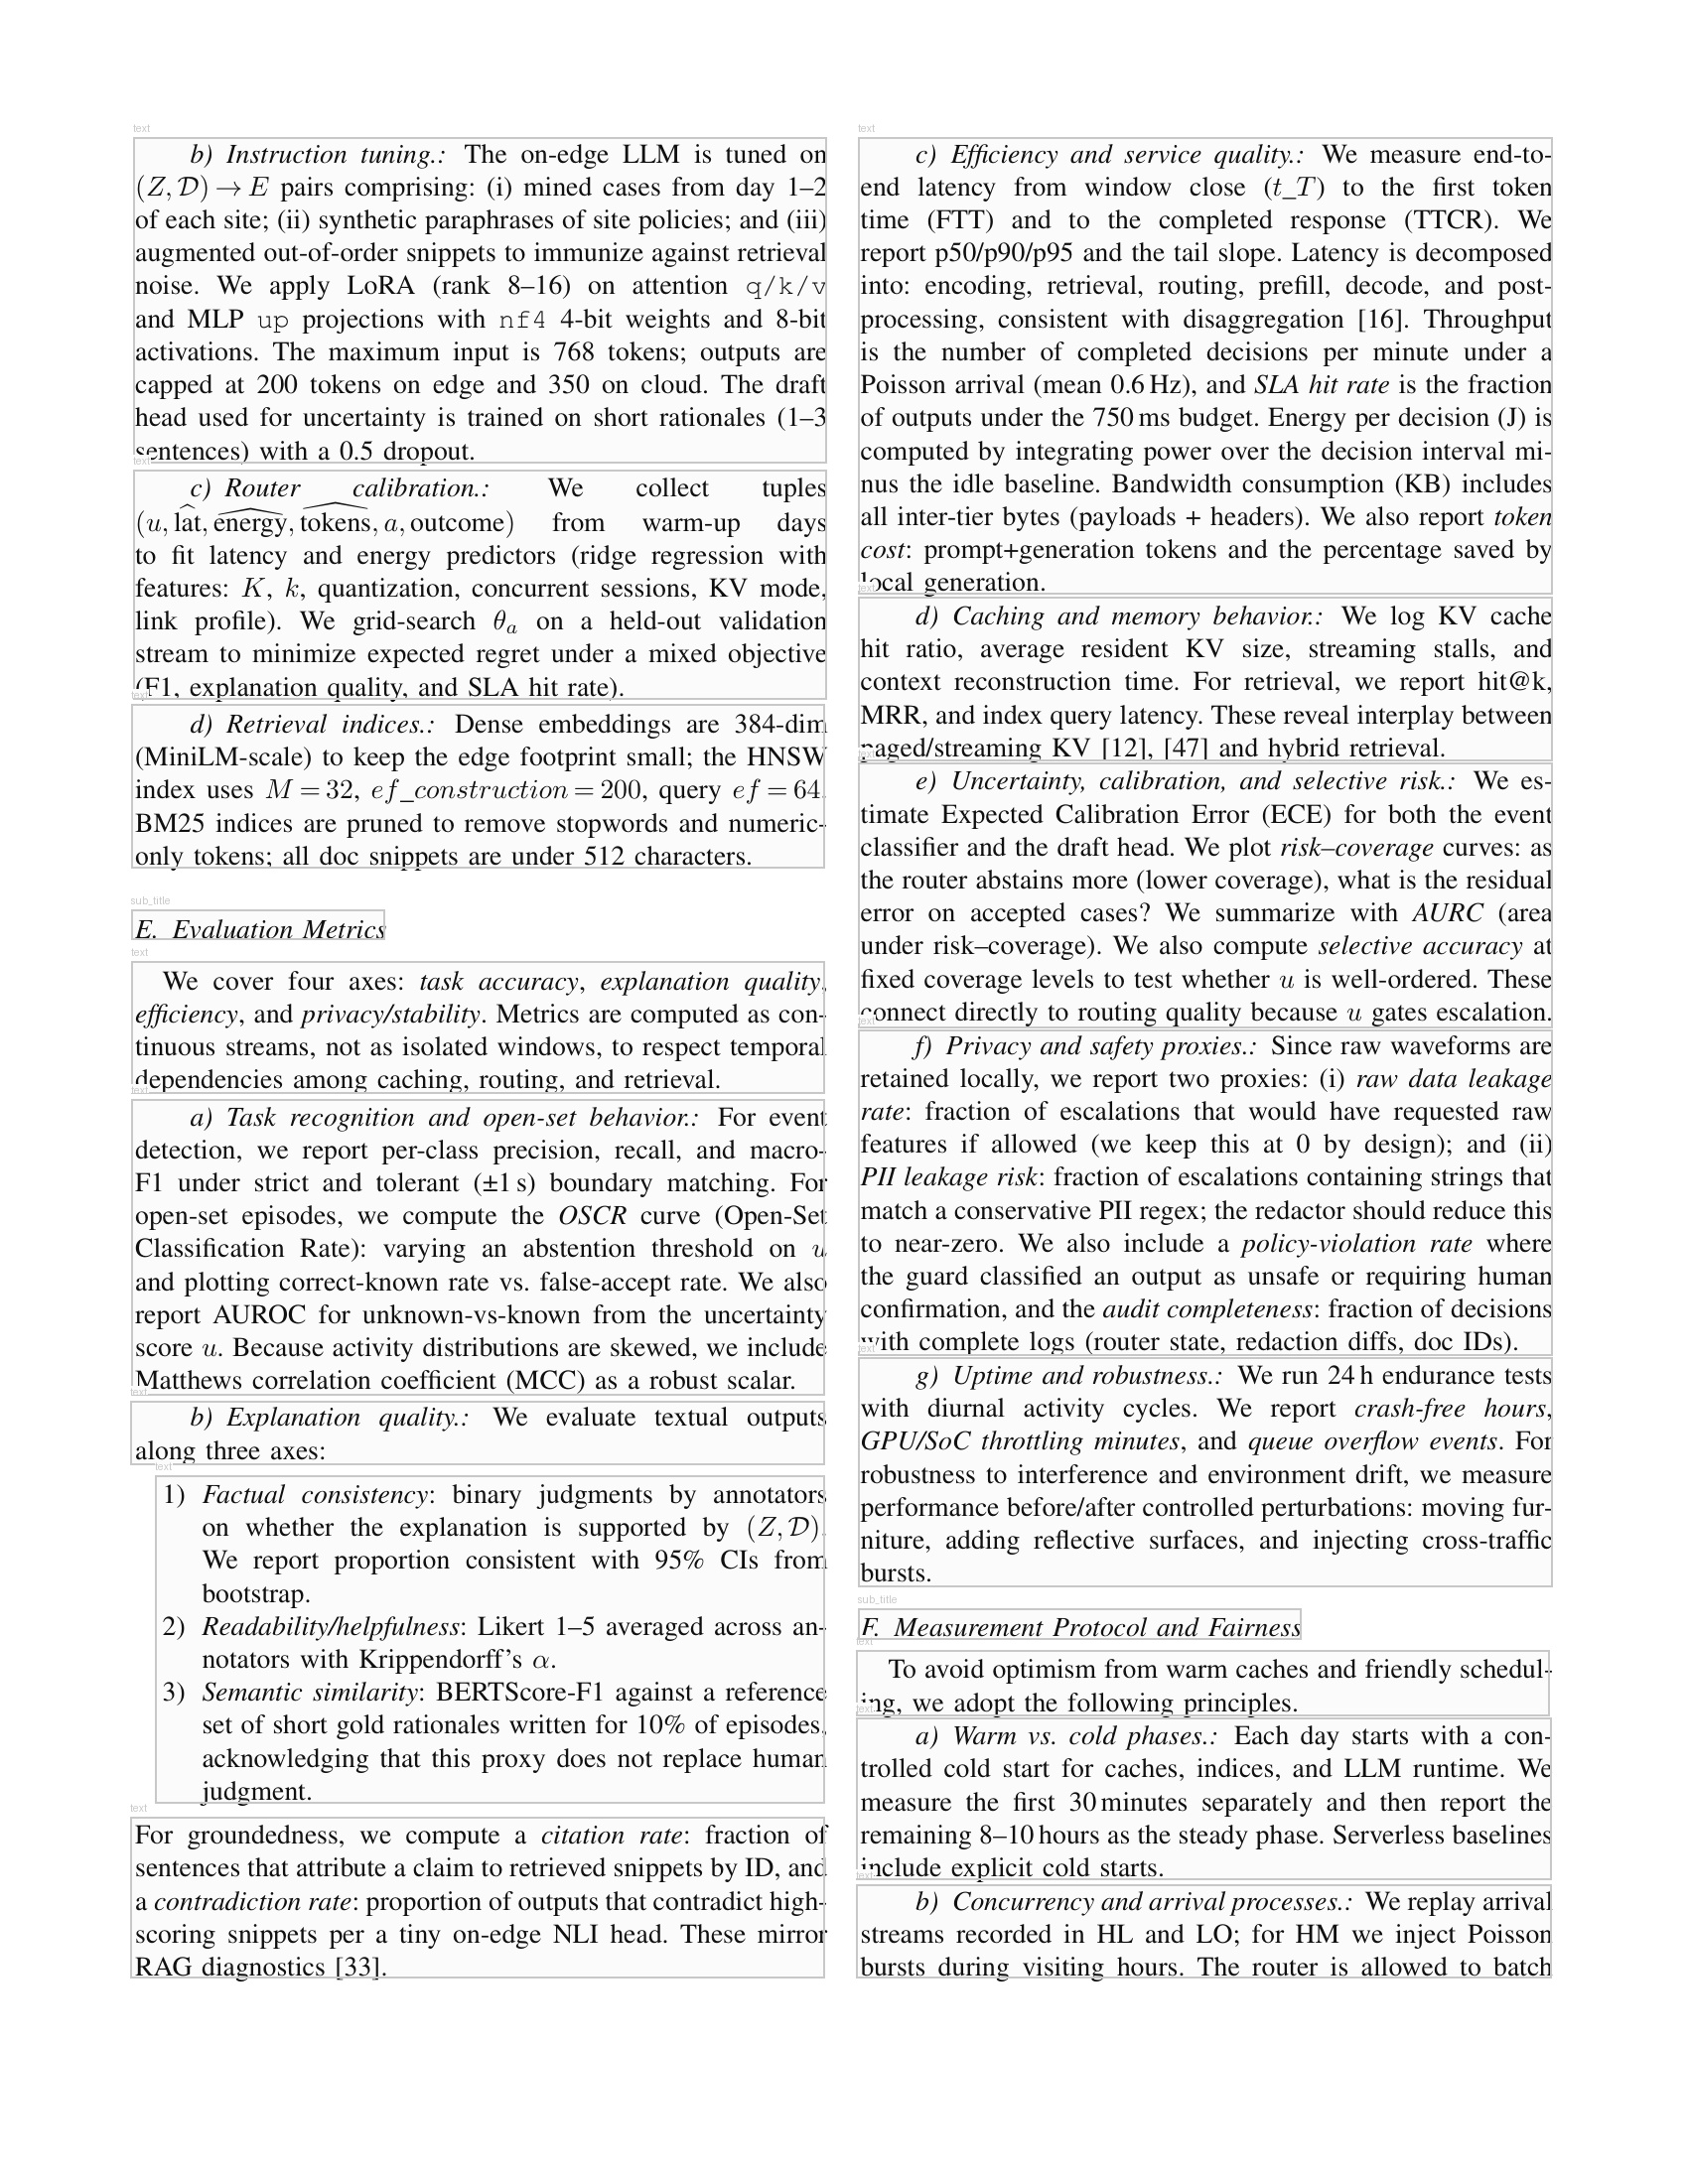 b) Instruction tuning.: The on-edge LLM is tuned on
(Z, D) → E pairs comprising: (i) mined cases from day 1–2
of each site; (ii) synthetic paraphrases of site policies; and (iii)
augmented out-of-order snippets to immunize against retrieval
noise. We apply LoRA (rank 8–16) on attention q/k/v
and MLP up projections with nf4 4-bit weights and 8-bit
activations. The maximum input is 768 tokens; outputs are
capped at 200 tokens on edge and 350 on cloud. The draft
head used for uncertainty is trained on short rationales (1–3
sentences) with a 0.5 dropout.
c) Router calibration.: We collect tuples
(u, l̂at, ênergy, t̂okens, a, outcome) from warm-up days
to fit latency and energy predictors (ridge regression with
features: K, k, quantization, concurrent sessions, KV mode,
link profile). We grid-search θₐ on a held-out validation
stream to minimize expected regret under a mixed objective
(F1, explanation quality, and SLA hit rate).
d) Retrieval indices.: Dense embeddings are 384-dim
(MiniLM-scale) to keep the edge footprint small; the HNSW
index uses M = 32, ef_construction = 200, query ef = 64.
BM25 indices are pruned to remove stopwords and numeric-
only tokens; all doc snippets are under 512 characters.
sub_title
E. Evaluation Metrics
text
We cover four axes: task accuracy, explanation quality,
efficiency, and privacy/stability. Metrics are computed as con-
tinuous streams, not as isolated windows, to respect temporal
dependencies among caching, routing, and retrieval.
a) Task recognition and open-set behavior.: For event
detection, we report per-class precision, recall, and macro-
F1 under strict and tolerant (±1 s) boundary matching. For
open-set episodes, we compute the OSCR curve (Open-Set
Classification Rate): varying an abstention threshold on u
and plotting correct-known rate vs. false-accept rate. We also
report AUROC for unknown-vs-known from the uncertainty
score u. Because activity distributions are skewed, we include
Matthews correlation coefficient (MCC) as a robust scalar.
b) Explanation quality.: We evaluate textual outputs
along three axes:
1) Factual consistency: binary judgments by annotators
on whether the explanation is supported by (Z, D).
We report proportion consistent with 95% CIs from
bootstrap.
2) Readability/helpfulness: Likert 1–5 averaged across an-
notators with Krippendorff's α.
3) Semantic similarity: BERTScore-F1 against a reference
set of short gold rationales written for 10% of episodes,
acknowledging that this proxy does not replace human
judgment.
text
For groundedness, we compute a citation rate: fraction of
sentences that attribute a claim to retrieved snippets by ID, and
a contradiction rate: proportion of outputs that contradict high-
scoring snippets per a tiny on-edge NLI head. These mirror
RAG diagnostics [33].
text
c) Efficiency and service quality.: We measure end-to-
end latency from window close (t_T) to the first token
time (FTT) and to the completed response (TTCR). We
report p50/p90/p95 and the tail slope. Latency is decomposed
into: encoding, retrieval, routing, prefill, decode, and post-
processing, consistent with disaggregation [16]. Throughput
is the number of completed decisions per minute under a
Poisson arrival (mean 0.6 Hz), and SLA hit rate is the fraction
of outputs under the 750 ms budget. Energy per decision (J) is
computed by integrating power over the decision interval mi-
nus the idle baseline. Bandwidth consumption (KB) includes
all inter-tier bytes (payloads + headers). We also report token
cost: prompt+generation tokens and the percentage saved by
local generation.
d) Caching and memory behavior.: We log KV cache
hit ratio, average resident KV size, streaming stalls, and
context reconstruction time. For retrieval, we report hit@k,
MRR, and index query latency. These reveal interplay between
paged/streaming KV [12], [47] and hybrid retrieval.
e) Uncertainty, calibration, and selective risk.: We es-
timate Expected Calibration Error (ECE) for both the event
classifier and the draft head. We plot risk–coverage curves: as
the router abstains more (lower coverage), what is the residual
error on accepted cases? We summarize with AURC (area
under risk–coverage). We also compute selective accuracy at
fixed coverage levels to test whether u is well-ordered. These
connect directly to routing quality because u gates escalation.
f) Privacy and safety proxies.: Since raw waveforms are
retained locally, we report two proxies: (i) raw data leakage
rate: fraction of escalations that would have requested raw
features if allowed (we keep this at 0 by design); and (ii)
PII leakage risk: fraction of escalations containing strings that
match a conservative PII regex; the redactor should reduce this
to near-zero. We also include a policy-violation rate where
the guard classified an output as unsafe or requiring human
confirmation, and the audit completeness: fraction of decisions
with complete logs (router state, redaction diffs, doc IDs).
g) Uptime and robustness.: We run 24 h endurance tests
with diurnal activity cycles. We report crash-free hours,
GPU/SoC throttling minutes, and queue overflow events. For
robustness to interference and environment drift, we measure
performance before/after controlled perturbations: moving fur-
niture, adding reflective surfaces, and injecting cross-traffic
bursts.
sub_title
F. Measurement Protocol and Fairness
To avoid optimism from warm caches and friendly schedul-
ing, we adopt the following principles.
a) Warm vs. cold phases.: Each day starts with a con-
trolled cold start for caches, indices, and LLM runtime. We
measure the first 30 minutes separately and then report the
remaining 8–10 hours as the steady phase. Serverless baselines
include explicit cold starts.
b) Concurrency and arrival processes.: We replay arrival
streams recorded in HL and LO; for HM we inject Poisson
bursts during visiting hours. The router is allowed to batch